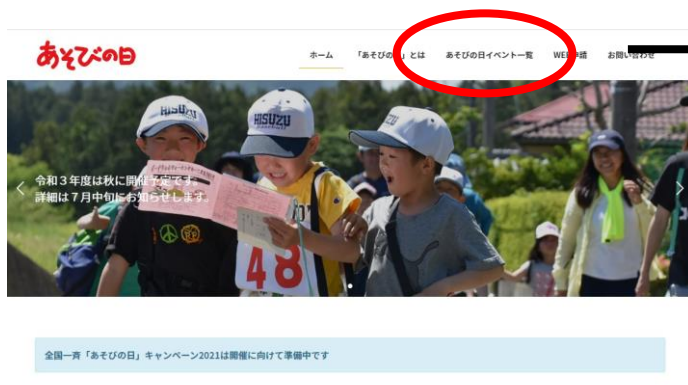 あそびの日
ホーム 「あそびの日」とは あそびの日イベント一覧 WEB申請 お問い合わせ
HISUZU
HISUZU
令和３年度は秋に開催予定です。
詳細は７月中旬にお知らせします。
48
全国一斉「あそびの日」キャンペーン2021は開催に向けて準備中です